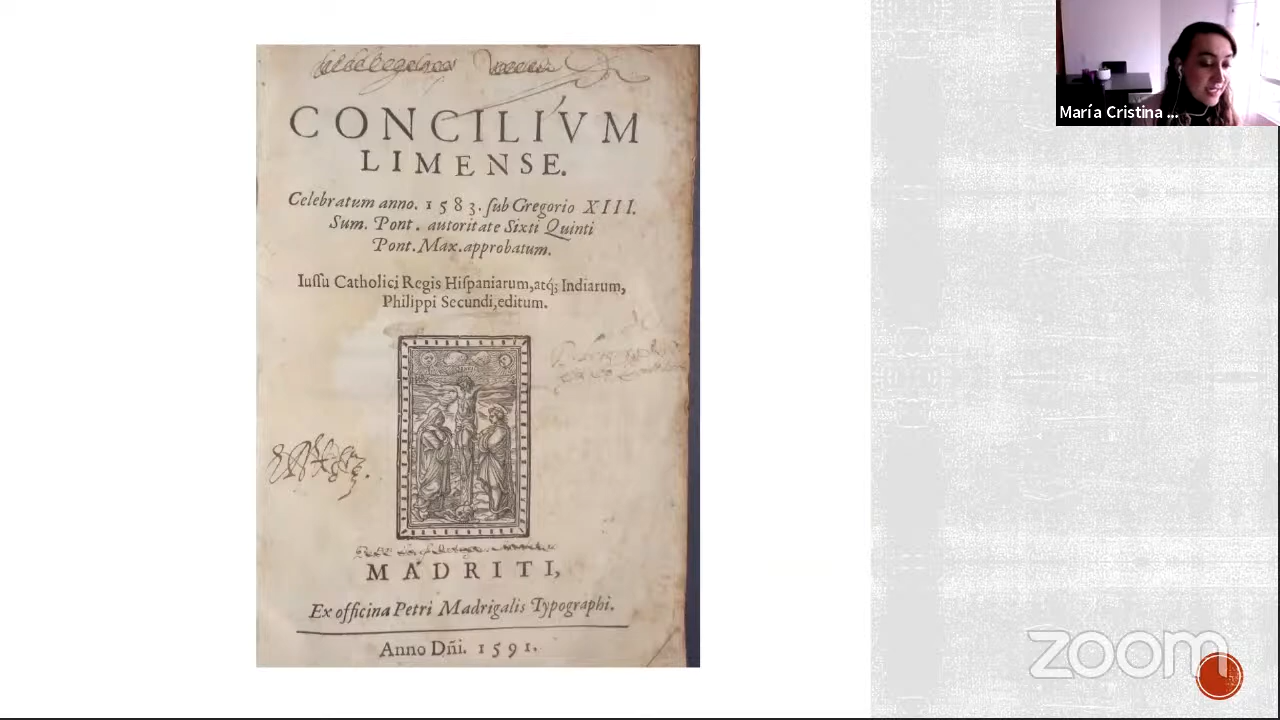 CONCILIVM
LIMENSE.
Celebratum anno. 1583. ſub Gregorio XIII.
Sum. Pont. autoritate Sixti Quinti
Pont. Max. approbatum.
Iuſſu Catholici Regis Hiſpaniarum, atq́; Indiarum,
Philippi Secundi, editum.
MADRITI,
Ex officina Petri Madrigalis Typographi.
Anno Dñi. 1591.
María Cristina ...
zoom